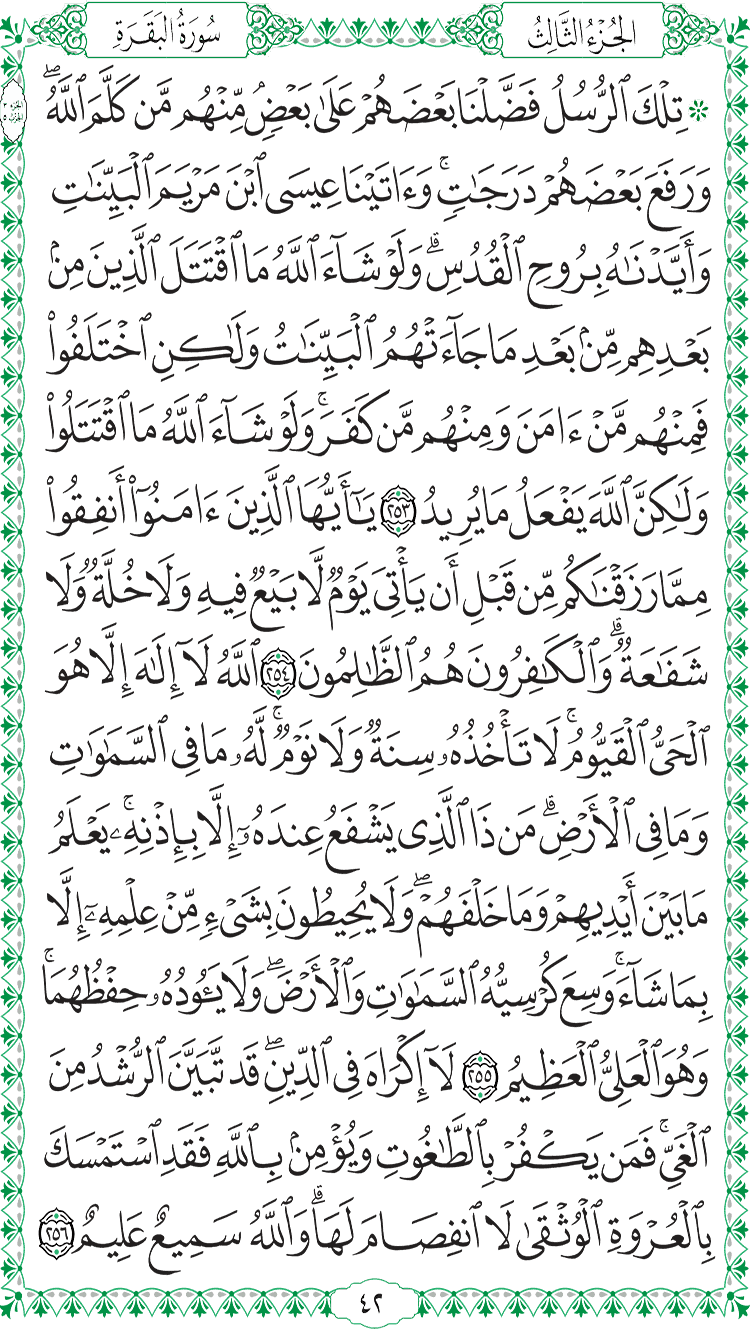 الجُزْءُ الثَّالِثُ
سُورَةُ البَقَرَةِ
۞ تِلْكَ ٱلرُّسُلُ فَضَّلْنَا بَعْضَهُمْ عَلَىٰ بَعْضٍۘ مِّنْهُم مَّن كَلَّمَ ٱللَّهُۖ
وَرَفَعَ بَعْضَهُمْ دَرَجَٰتٍۚ وَءَاتَيْنَا عِيسَى ٱبْنَ مَرْيَمَ ٱلْبَيِّنَٰتِ
وَأَيَّدْنَٰهُ بِرُوحِ ٱلْقُدُسِۗ وَلَوْ شَآءَ ٱللَّهُ مَا ٱقْتَتَلَ ٱلَّذِينَ مِنۢ
بَعْدِهِم مِّنۢ بَعْدِ مَا جَآءَتْهُمُ ٱلْبَيِّنَٰتُ وَلَٰكِنِ ٱخْتَلَفُوا۟
فَمِنْهُم مَّنْ ءَامَنَ وَمِنْهُم مَّن كَفَرَۚ وَلَوْ شَآءَ ٱللَّهُ مَا ٱقْتَتَلُوا۟
وَلَٰكِنَّ ٱللَّهَ يَفْعَلُ مَا يُرِيدُ ٢٥٣ يَٰٓأَيُّهَا ٱلَّذِينَ ءَامَنُوٓا۟ أَنفِقُوا۟
مِمَّا رَزَقْنَٰكُم مِّن قَبْلِ أَن يَأْتِىَ يَوْمٌ لَّا بَيْعٌ فِيهِ وَلَا خُلَّةٌ وَلَا
شَفَٰعَةٌۗ وَٱلْكَٰفِرُونَ هُمُ ٱلظَّٰلِمُونَ ٢٥٤ ٱللَّهُ لَآ إِلَٰهَ إِلَّا هُوَ
ٱلْحَىُّ ٱلْقَيُّومُۚ لَا تَأْخُذُهُۥ سِنَةٌ وَلَا نَوْمٌۚ لَّهُۥ مَا فِى ٱلسَّمَٰوَٰتِ
وَمَا فِى ٱلْأَرْضِۗ مَن ذَا ٱلَّذِى يَشْفَعُ عِندَهُۥٓ إِلَّا بِإِذْنِهِۦۚ يَعْلَمُ
مَا بَيْنَ أَيْدِيهِمْ وَمَا خَلْفَهُمْۖ وَلَا يُحِيطُونَ بِشَىْءٍ مِّنْ عِلْمِهِۦٓ إِلَّا
بِمَا شَآءَۚ وَسِعَ كُرْسِيُّهُ ٱلسَّمَٰوَٰتِ وَٱلْأَرْضَۖ وَلَا يَـُٔودُهُۥ حِفْظُهُمَاۚ
وَهُوَ ٱلْعَلِىُّ ٱلْعَظِيمُ ٢٥٥ لَآ إِكْرَاهَ فِى ٱلدِّينِۖ قَد تَّبَيَّنَ ٱلرُّشْدُ مِنَ
ٱلْغَىِّۚ فَمَن يَكْفُرْ بِٱلطَّٰغُوتِ وَيُؤْمِنۢ بِٱللَّهِ فَقَدِ ٱسْتَمْسَكَ
بِٱلْعُرْوَةِ ٱلْوُثْقَىٰ لَا ٱنفِصَامَ لَهَاۗ وَٱللَّهُ سَمِيعٌ عَلِيمٌ ٢٥٦
٤٢